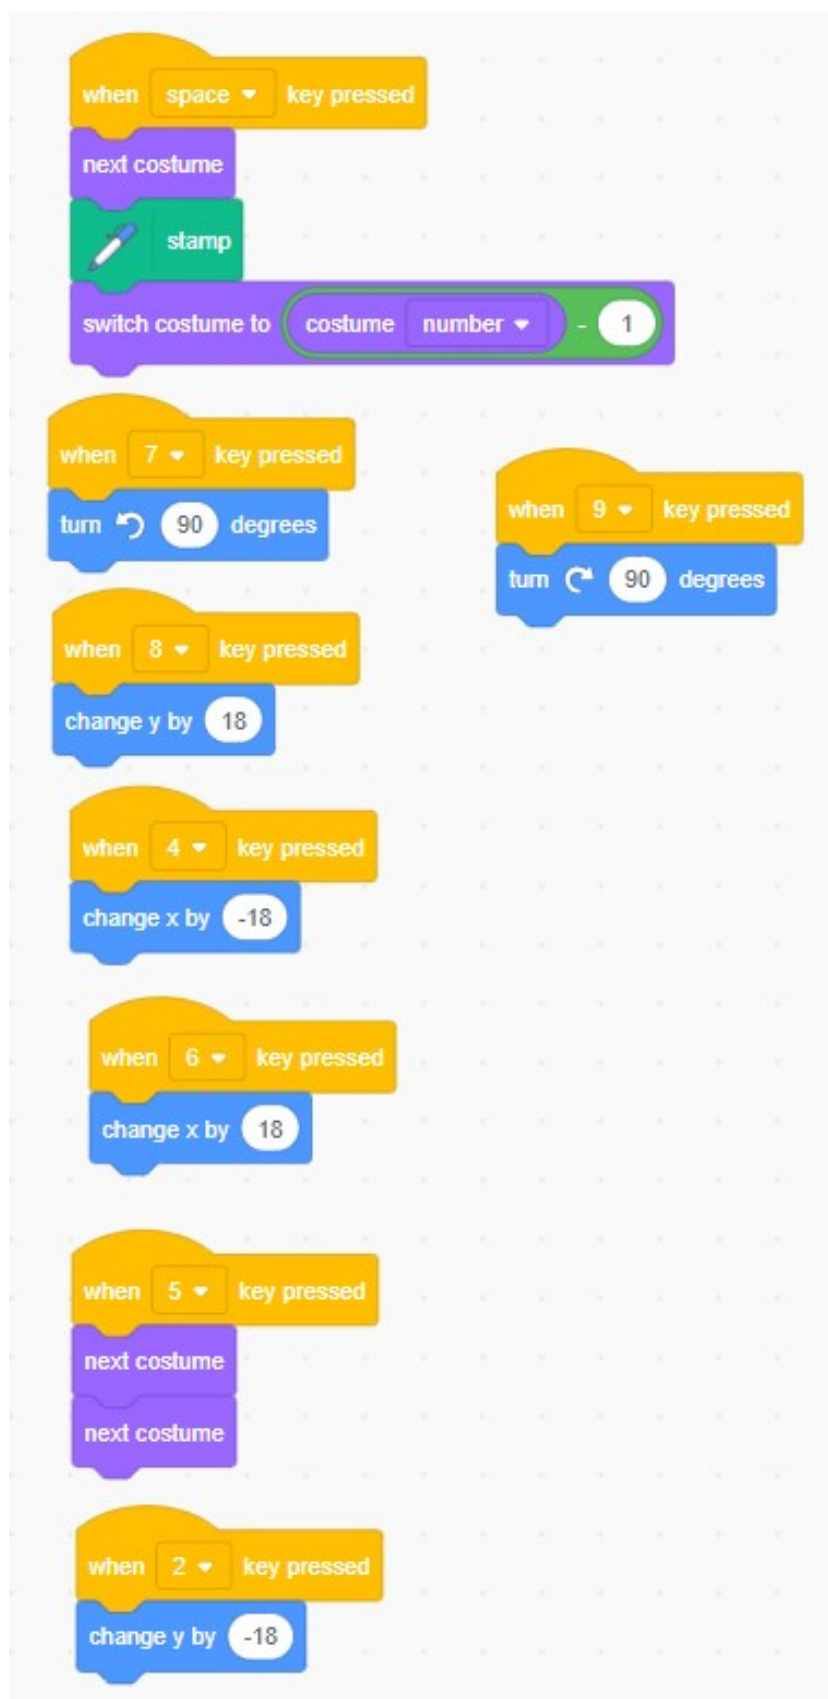 when space key pressed
next costume
stamp
switch costume to costume number - 1
when 7 key pressed
turn 90 degrees
when 9 key pressed
turn 90 degrees
when 8 key pressed
change y by 18
when 4 key pressed
change x by -18
when 6 key pressed
change x by 18
when 5 key pressed
next costume
next costume
when 2 key pressed
change y by -18